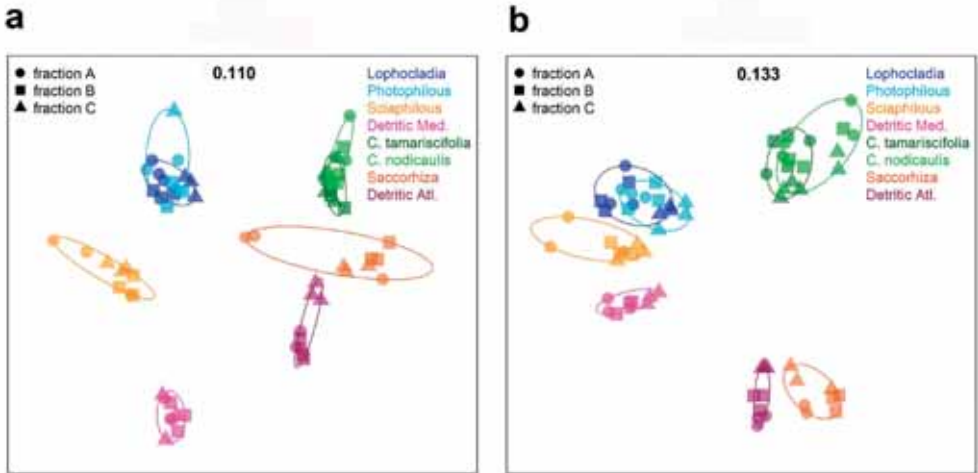 a
fraction A
fraction B
fraction C
0.110
Lophocladia
Photophilous
Sciaphilous
Detritic Med.
C. tamariscifolia
C. nodicaulis
Saccorhiza
Detritic Atl.
b
fraction A
fraction B
fraction C
0.133
Lophocladia
Photophilous
Sciaphilous
Detritic Med.
C. tamariscifolia
C. nodicaulis
Saccorhiza
Detritic Atl.